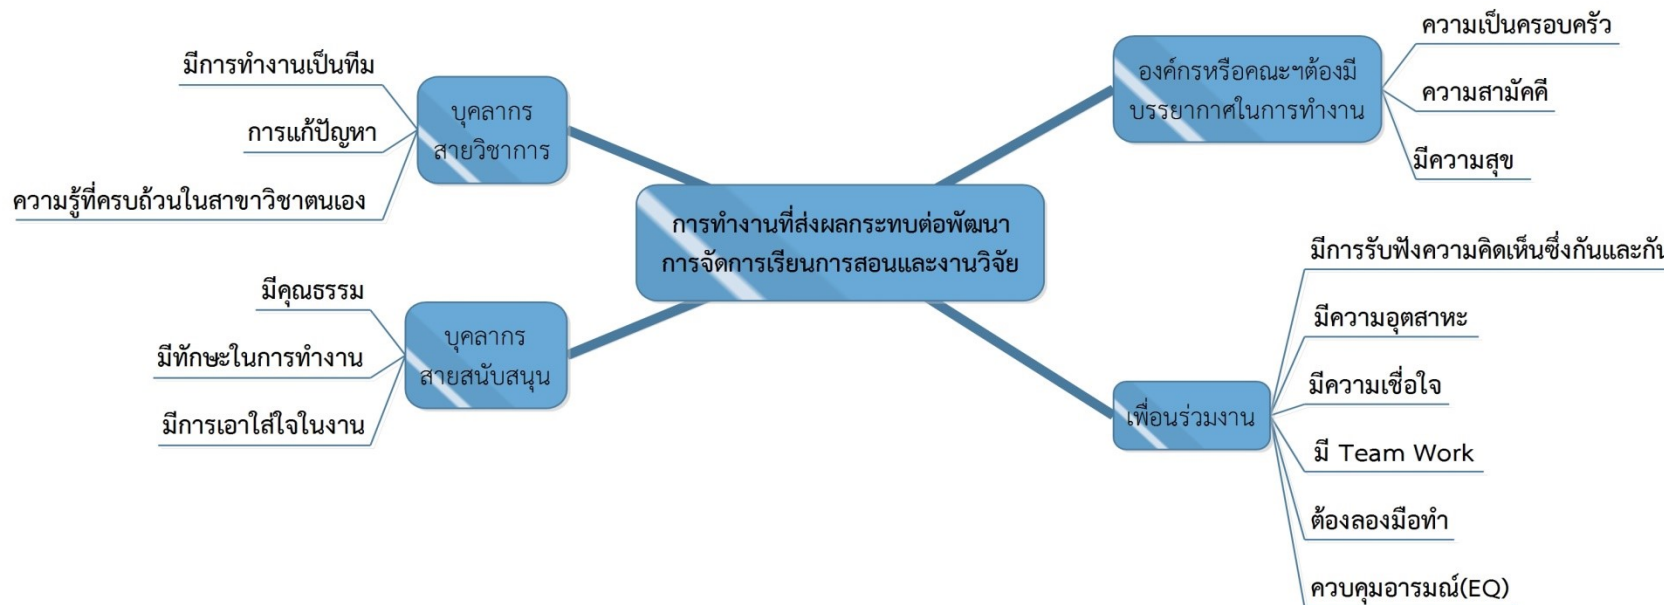 มีการทำงานเป็นทีม
การแก้ปัญหา
ความรู้ที่ครบถ้วนในสาขาวิชาตนเอง
บุคลากร
สายวิชาการ
มีคุณธรรม
มีทักษะในการทำงาน
มีการเอาใส่ใจในงาน
บุคลากร
สายสนับสนุน
การทำงานที่ส่งผลกระทบต่อพัฒนา
การจัดการเรียนการสอนและงานวิจัย
องค์กรหรือคณะฯต้องมี
บรรยากาศในการทำงาน
ความเป็นครอบครัว
ความสามัคคี
มีความสุข
เพื่อนร่วมงาน
มีการรับฟังความคิดเห็นซึ่งกันและกัน
มีความอุตสาหะ
มีความเชื่อใจ
มี Team Work
ต้องลองมือทำ
ควบคุมอารมณ์(EQ)